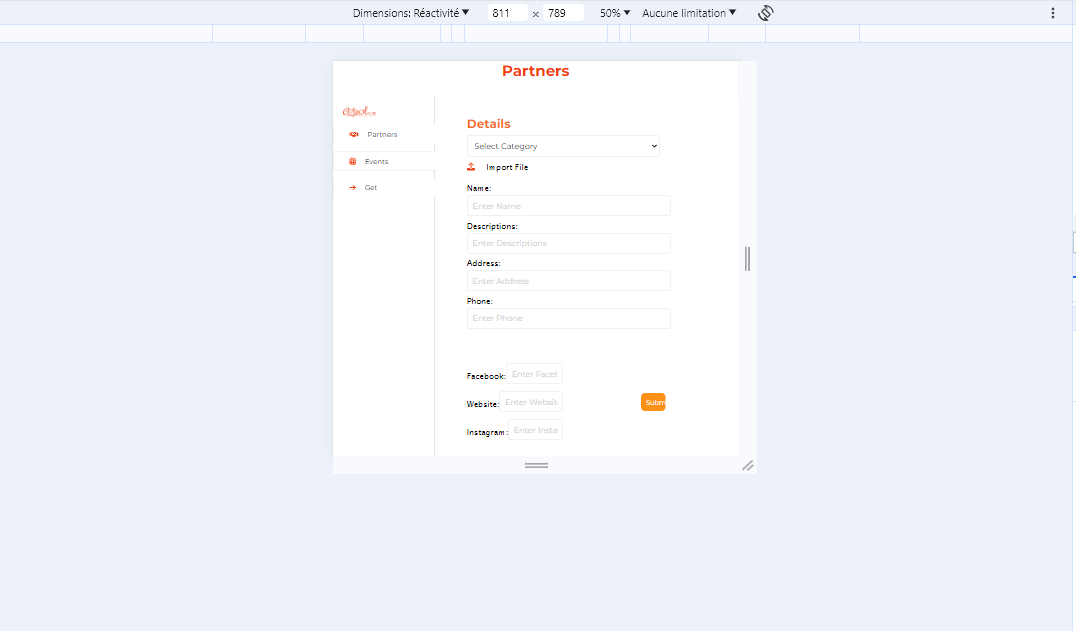 Dimensions: Réactivité 811 × 789 50% Aucune limitation
Partners
Details
Partners
Select Category
Events
Import File
Get
Name:
Enter Name
Descriptions:
Enter Descriptions
Address:
Enter Address
Phone:
Enter Phone
Facebook: Enter Facet
Website: Enter Websit
Subm
Instagram: Enter Insta